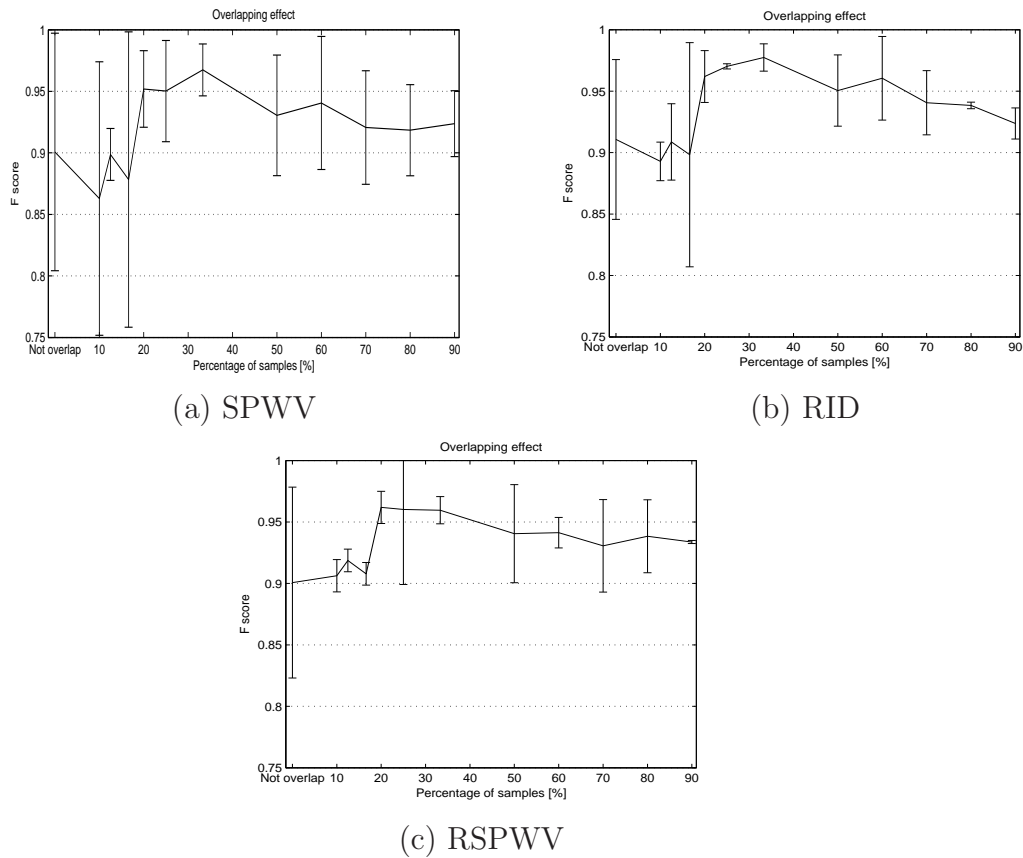 Overlapping effect
1
0.95
0.9
0.85
0.8
0.75
F score
Not overlap 10 20 30 40 50 60 70 80 90
Percentage of samples [%]
(a) SPWV
Overlapping effect
1
0.95
0.9
0.85
0.8
0.75
F score
Not overlap 10 20 30 40 50 60 70 80 90
Percentage of samples [%]
(b) RID
Overlapping effect
1
0.95
0.9
0.85
0.8
0.75
F score
Not overlap 10 20 30 40 50 60 70 80 90
Percentage of samples [%]
(c) RSPWV